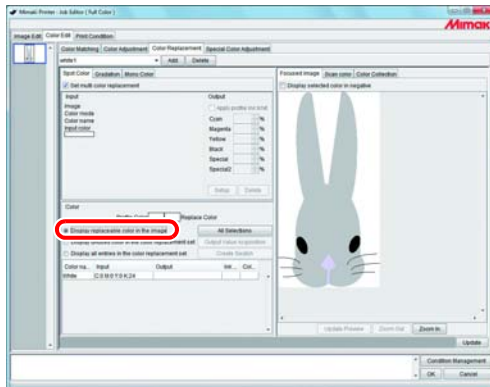 Mimaki Printer - Job Editor ( Full Color )
Mimaki
Image Edit Color Edit Print Condition
Color Matching Color Adjustment Color Replacement Special Color Adjustment
white1 Add Delete
Spot Color Gradation Mono Color
Set multi color replacement
Input
Image
Color mode
Color name
Input color
Output
Cyan %
Magenta %
Yellow %
Black %
Special %
Special2 %
Setup Delete
Color
Replace Color
Display replaceable color in the image All Selections
Display all entries in the color replacement set Create Section
Color na... Input Output Ink... Col...
White
Focused image Scan color Color Collection
Display selected color in negative
Update Preview Zoom Out Zoom In
Update
Condition Management
OK Cancel